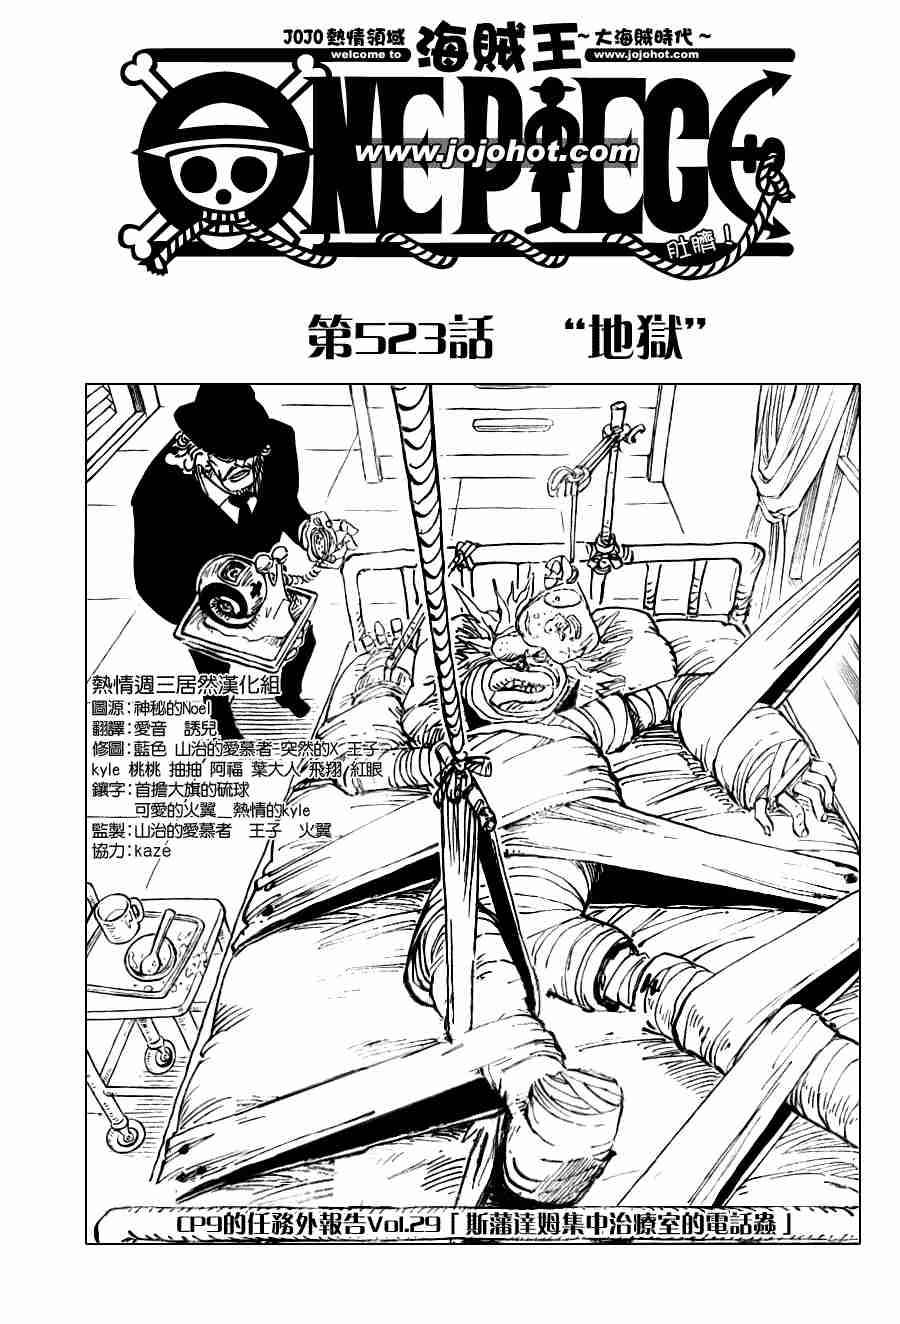 JOJO熱情領域 海賊王 ~大海賊時代~
welcome to www.jojohot.com
ONE PIECE
www.jojohot.com
肚臍!
第523話 “地獄”
熱情週三居然漢化組
圖源:神秘的Noel
翻譯:愛音 誘兒
修圖:藍色 山治的愛慕者 突然的X 王子
kyle 桃桃 抽抽 阿福 葉大人 飛翔 紅眼
鑲字:首擔大旗的硫球
可愛的火翼__熱情的kyle
監製:山治的愛慕者 王子 火翼
協力:kaze
CP9的任務外報告Vol.29「斯藩達姆集中治療室的電話蟲」